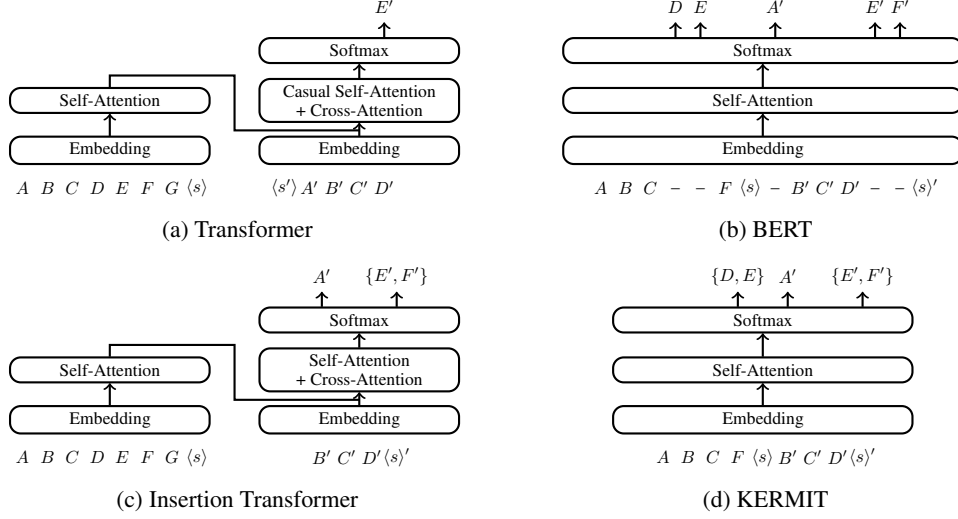 E′
Softmax
Casual Self-Attention
+ Cross-Attention
Self-Attention
Embedding
Embedding
A B C D E F G ⟨s⟩
⟨s′⟩ A′ B′ C′ D′
(a) Transformer
D E A′ E′ F′
Softmax
Self-Attention
Embedding
A B C – – F ⟨s⟩ – B′ C′ D′ – – ⟨s⟩′
(b) BERT
A′ {E′, F′}
Softmax
Self-Attention
+ Cross-Attention
Self-Attention
Embedding
Embedding
A B C D E F G ⟨s⟩
B′ C′ D′ ⟨s⟩′
(c) Insertion Transformer
{D, E} A′ {E′, F′}
Softmax
Self-Attention
Embedding
A B C F ⟨s⟩ B′ C′ D′ ⟨s⟩′
(d) KERMIT